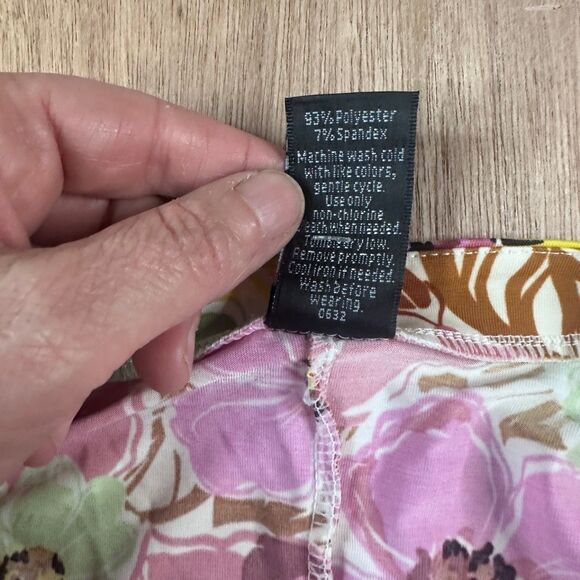 93% Polyester
7% Spandex
Machine wash cold
with like colors,
gentle cycle.
Use only
non-chlorine
each when needed.
Tumble dry low.
Remove promptly.
Cool iron if needed.
Wash before
wearing.
0632